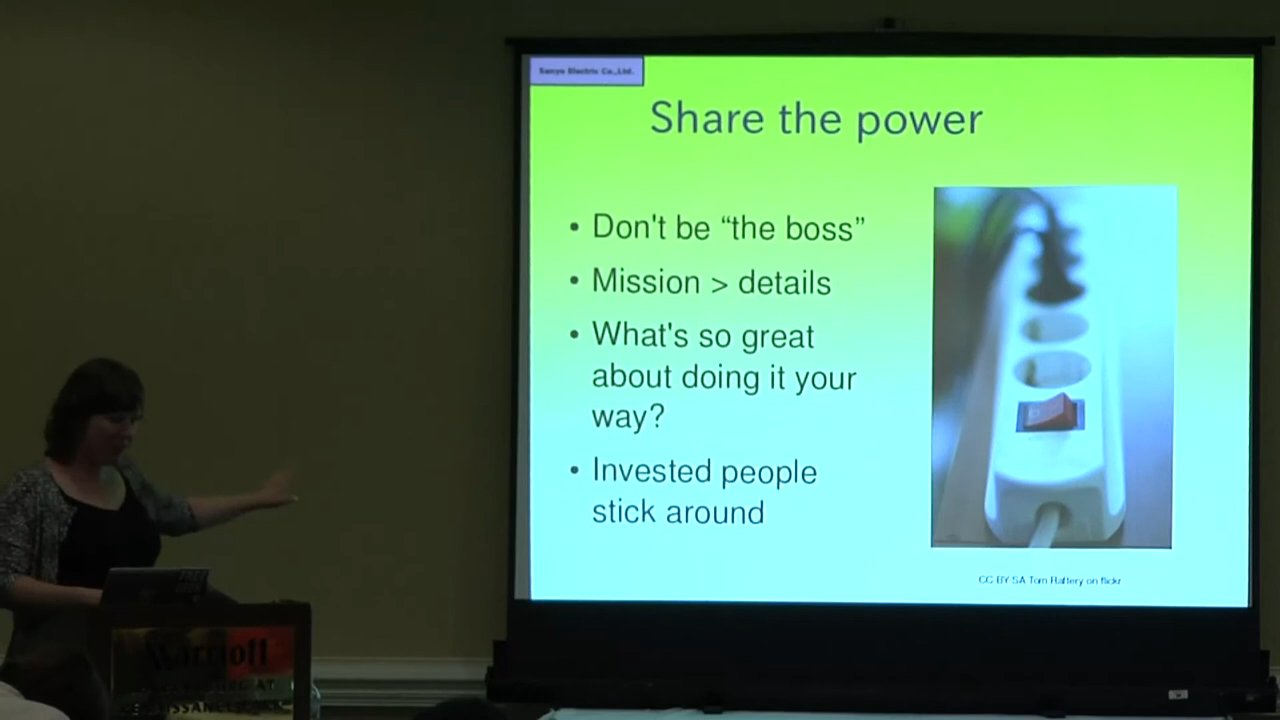 Sanyo Electric Co.,Ltd.
Share the power
• Don't be “the boss”
• Mission > details
• What's so great
about doing it your
way?
• Invested people
stick around
CC BY SA Tom Raftery on flickr
Marriott